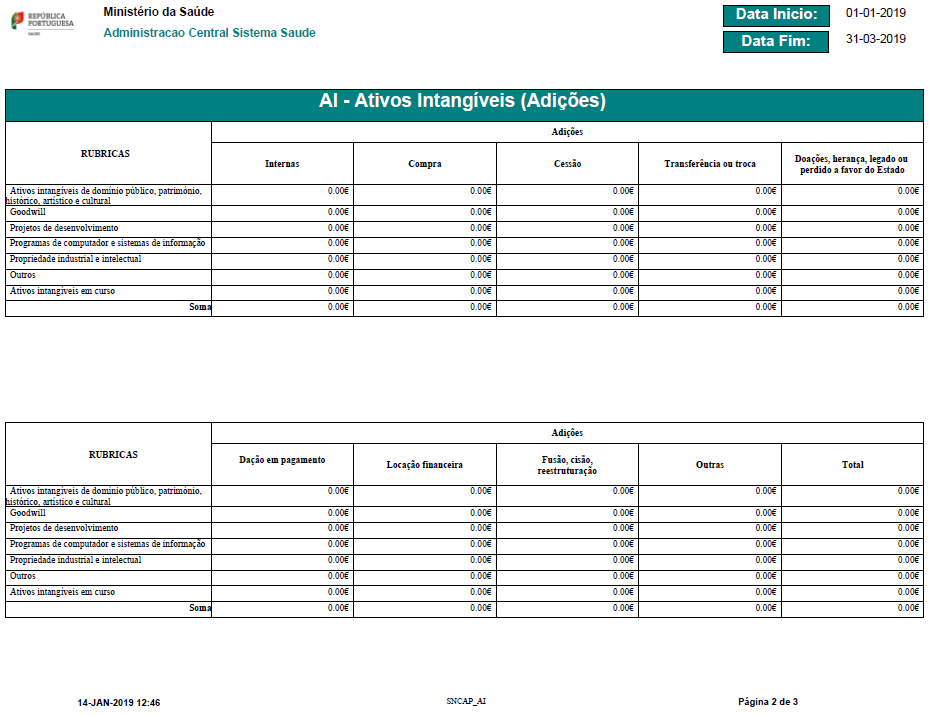 REPÚBLICA
PORTUGUESA
Ministério da Saúde
Administracao Central Sistema Saude
Data Inicio: 01-01-2019
Data Fim: 31-03-2019
AI - Ativos Intangíveis (Adições)
RUBRICAS
Adições
Internas Compra Cessão Transferência ou troca Doações, herança, legado ou
perdido a favor do Estado
Ativos intangíveis de domínio público, património,
histórico, artístico e cultural 0.00€ 0.00€ 0.00€ 0.00€ 0.00€
Goodwill 0.00€ 0.00€ 0.00€ 0.00€ 0.00€
Projetos de desenvolvimento 0.00€ 0.00€ 0.00€ 0.00€ 0.00€
Programas de computador e sistemas de informação 0.00€ 0.00€ 0.00€ 0.00€ 0.00€
Propriedade industrial e intelectual 0.00€ 0.00€ 0.00€ 0.00€ 0.00€
Outros 0.00€ 0.00€ 0.00€ 0.00€ 0.00€
Ativos intangíveis em curso 0.00€ 0.00€ 0.00€ 0.00€ 0.00€
Soma 0.00€ 0.00€ 0.00€ 0.00€ 0.00€
RUBRICAS
Adições
Dação em pagamento Locação financeira Fusão, cisão,
reestruturação Outras Total
Ativos intangíveis de domínio público, património,
histórico, artístico e cultural 0.00€ 0.00€ 0.00€ 0.00€ 0.00€
Goodwill 0.00€ 0.00€ 0.00€ 0.00€ 0.00€
Projetos de desenvolvimento 0.00€ 0.00€ 0.00€ 0.00€ 0.00€
Programas de computador e sistemas de informação 0.00€ 0.00€ 0.00€ 0.00€ 0.00€
Propriedade industrial e intelectual 0.00€ 0.00€ 0.00€ 0.00€ 0.00€
Outros 0.00€ 0.00€ 0.00€ 0.00€ 0.00€
Ativos intangíveis em curso 0.00€ 0.00€ 0.00€ 0.00€ 0.00€
Soma 0.00€ 0.00€ 0.00€ 0.00€ 0.00€
14-JAN-2019 12:46 SNCAP_AI Página 2 de 3